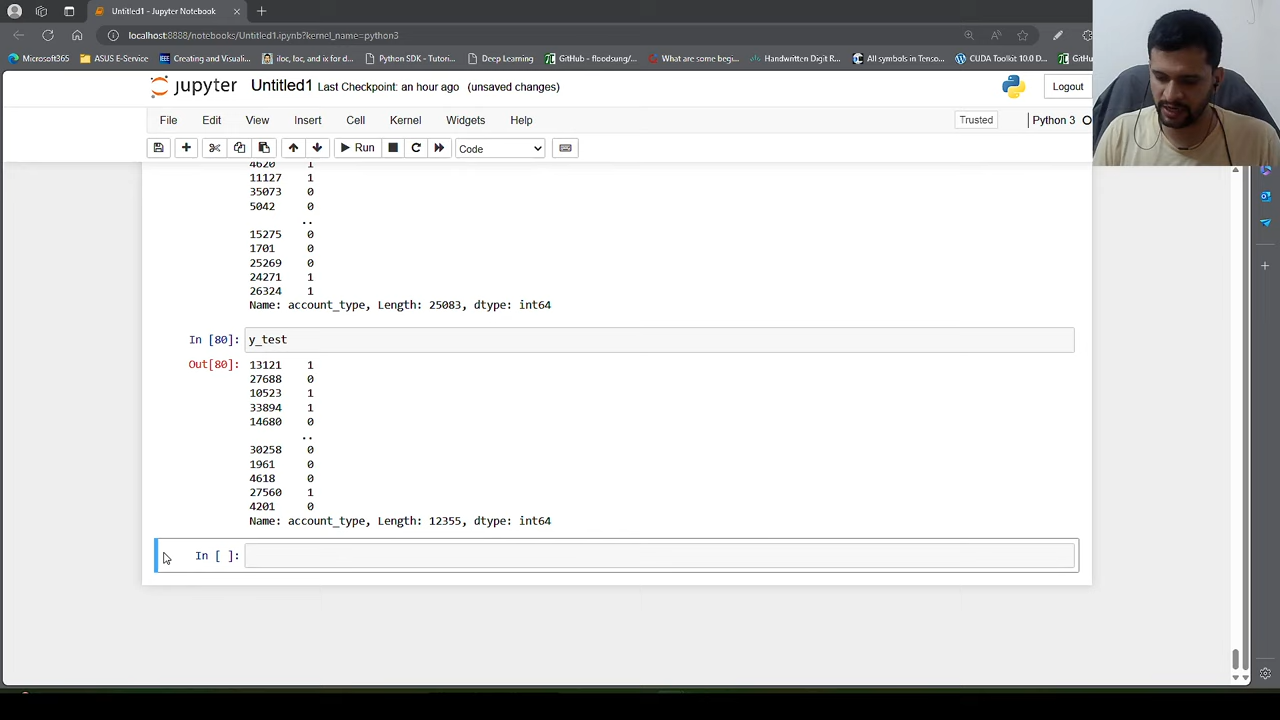 Untitled1 - Jupyter Notebook
localhost:8888/notebooks/Untitled1.ipynb?kernel_name=python3
Microsoft365 ASUS E-Service Creating and Visuali... iloc, loc, and ix for d... Python SDK - Tutori... Deep Learning GitHub - floodsung/... What are some begi... Handwritten Digit R... All symbols in Tenso... CUDA Toolkit 10.0 D... GitHu
jupyter Untitled1 Last Checkpoint: an hour ago (unsaved changes) Logout
File Edit View Insert Cell Kernel Widgets Help Trusted Python 3
Run Code
4620 1
11127 1
35073 0
5042 0
..
15275 0
1701 0
25269 0
24271 1
26324 1
Name: account_type, Length: 25083, dtype: int64
In [80]: y_test
Out[80]: 13121 1
27688 0
10523 1
33894 1
14680 0
..
30258 0
1961 0
4618 0
27560 1
4201 0
Name: account_type, Length: 12355, dtype: int64
In [ ]: